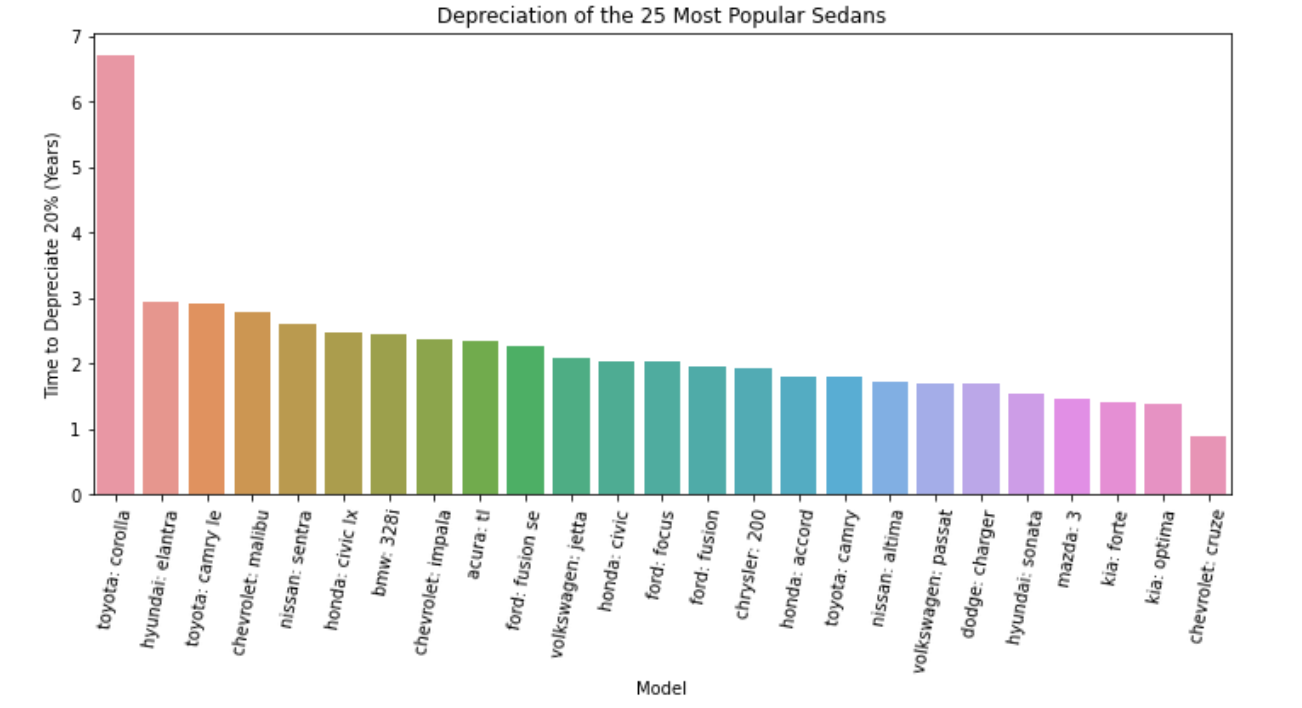 Depreciation of the 25 Most Popular Sedans
Time to Depreciate 20% (Years)
7
6
5
4
3
2
1
0
toyota: corolla
hyundai: elantra
toyota: camry le
chevrolet: malibu
nissan: sentra
honda: civic lx
bmw: 328i
chevrolet: impala
acura: tl
ford: fusion se
volkswagen: jetta
honda: civic
ford: focus
ford: fusion
chrysler: 200
honda: accord
toyota: camry
nissan: altima
volkswagen: passat
dodge: charger
hyundai: sonata
mazda: 3
kia: forte
kia: optima
chevrolet: cruze
Model